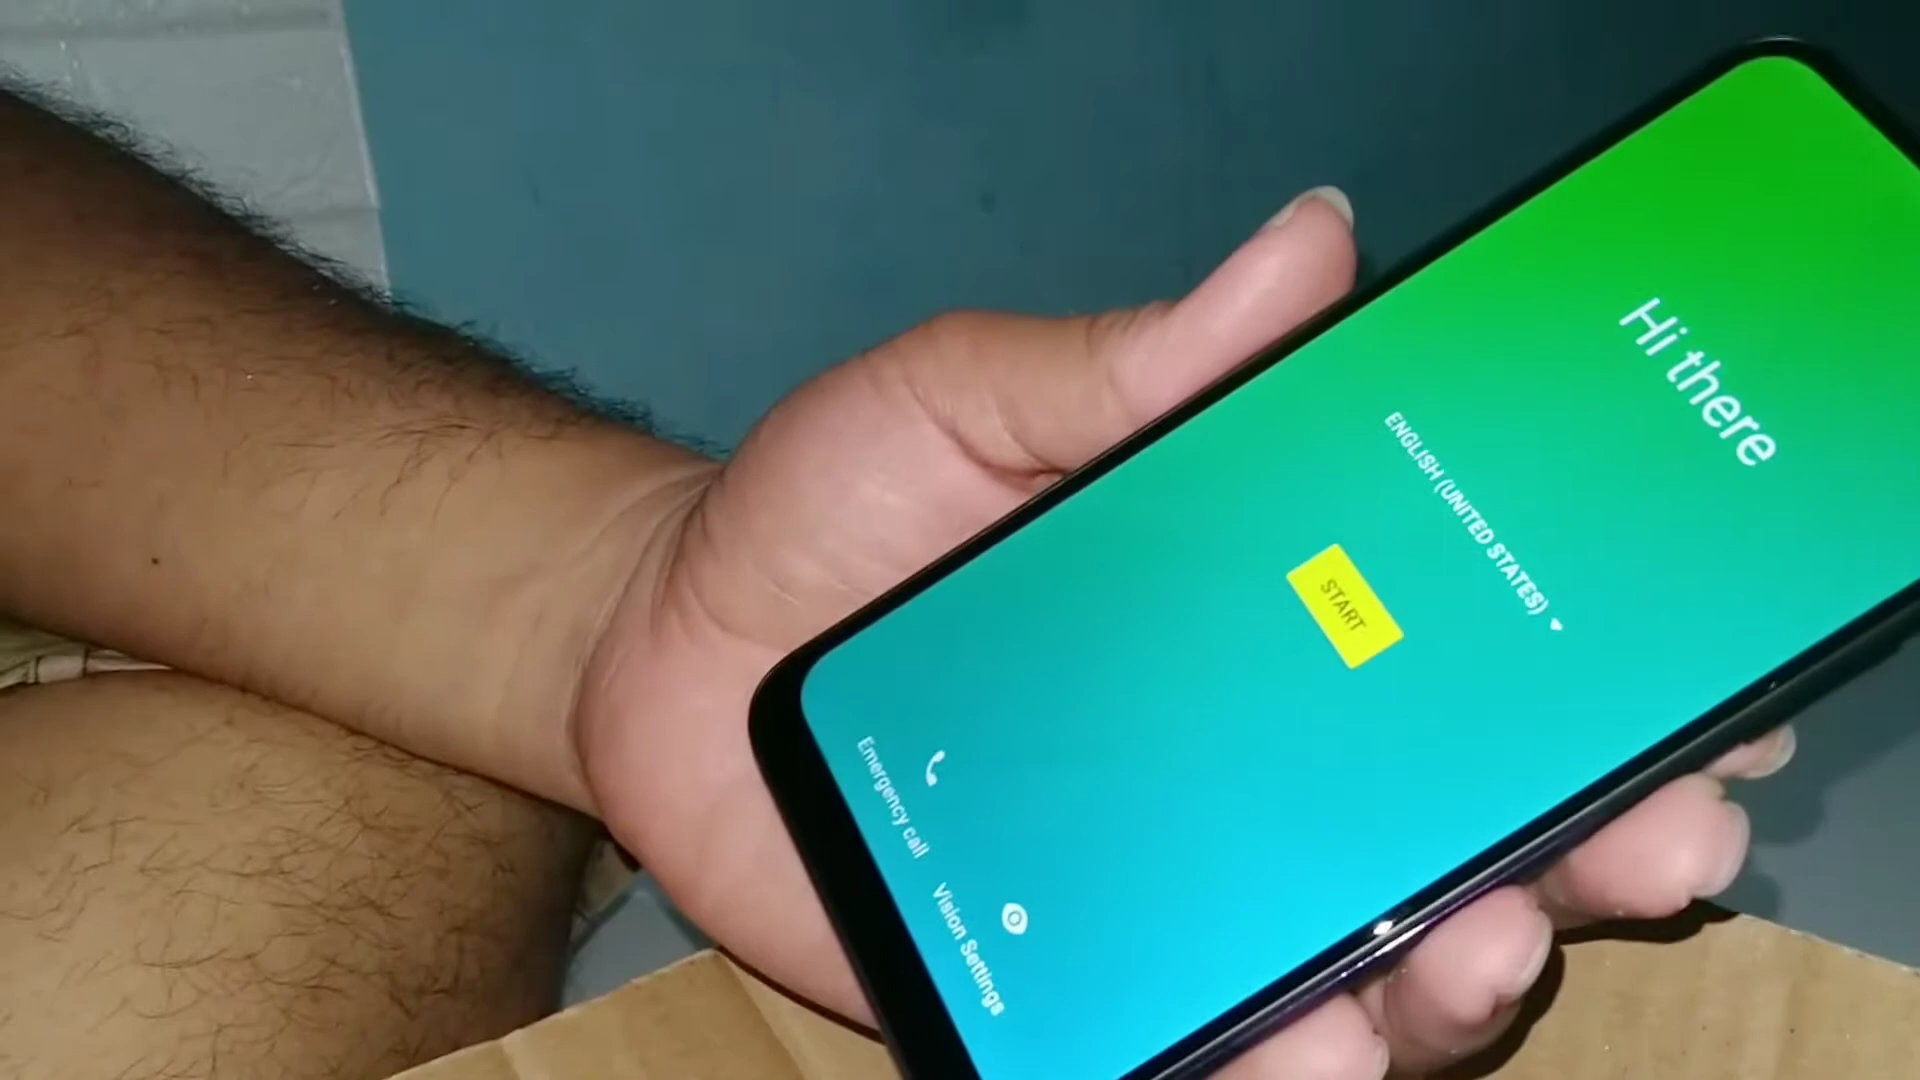 Hi there
ENGLISH (UNITED STATES)
START
Emergency call
Vision Settings